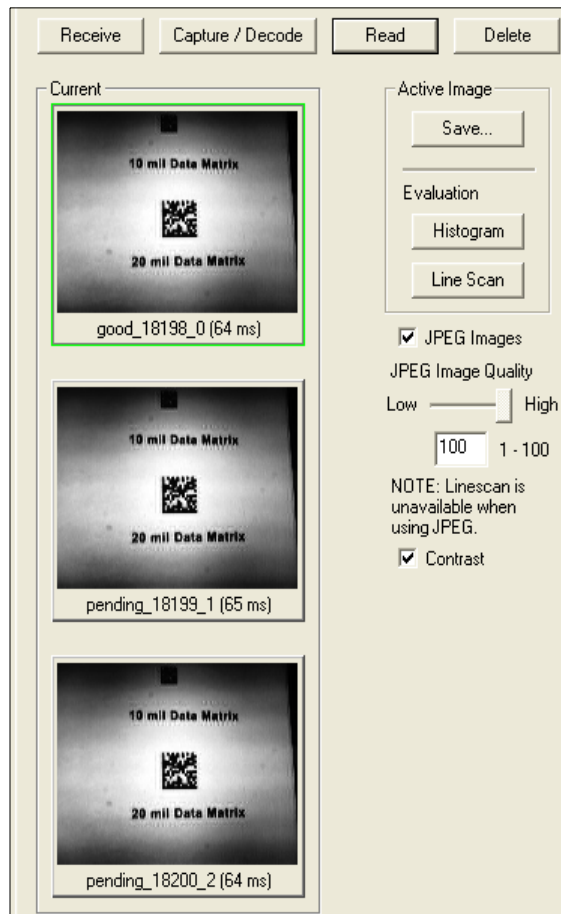 Receive Capture / Decode Read Delete
Current
10 mil Data Matrix
20 mil Data Matrix
good_18198_0 (64 ms)
10 mil Data Matrix
20 mil Data Matrix
pending_18199_1 (65 ms)
10 mil Data Matrix
20 mil Data Matrix
pending_18200_2 (64 ms)
Active Image
Save...
Evaluation
Histogram
Line Scan
JPEG Images
JPEG Image Quality
Low High
100 1 - 100
NOTE: Linescan is
unavailable when
using JPEG.
Contrast